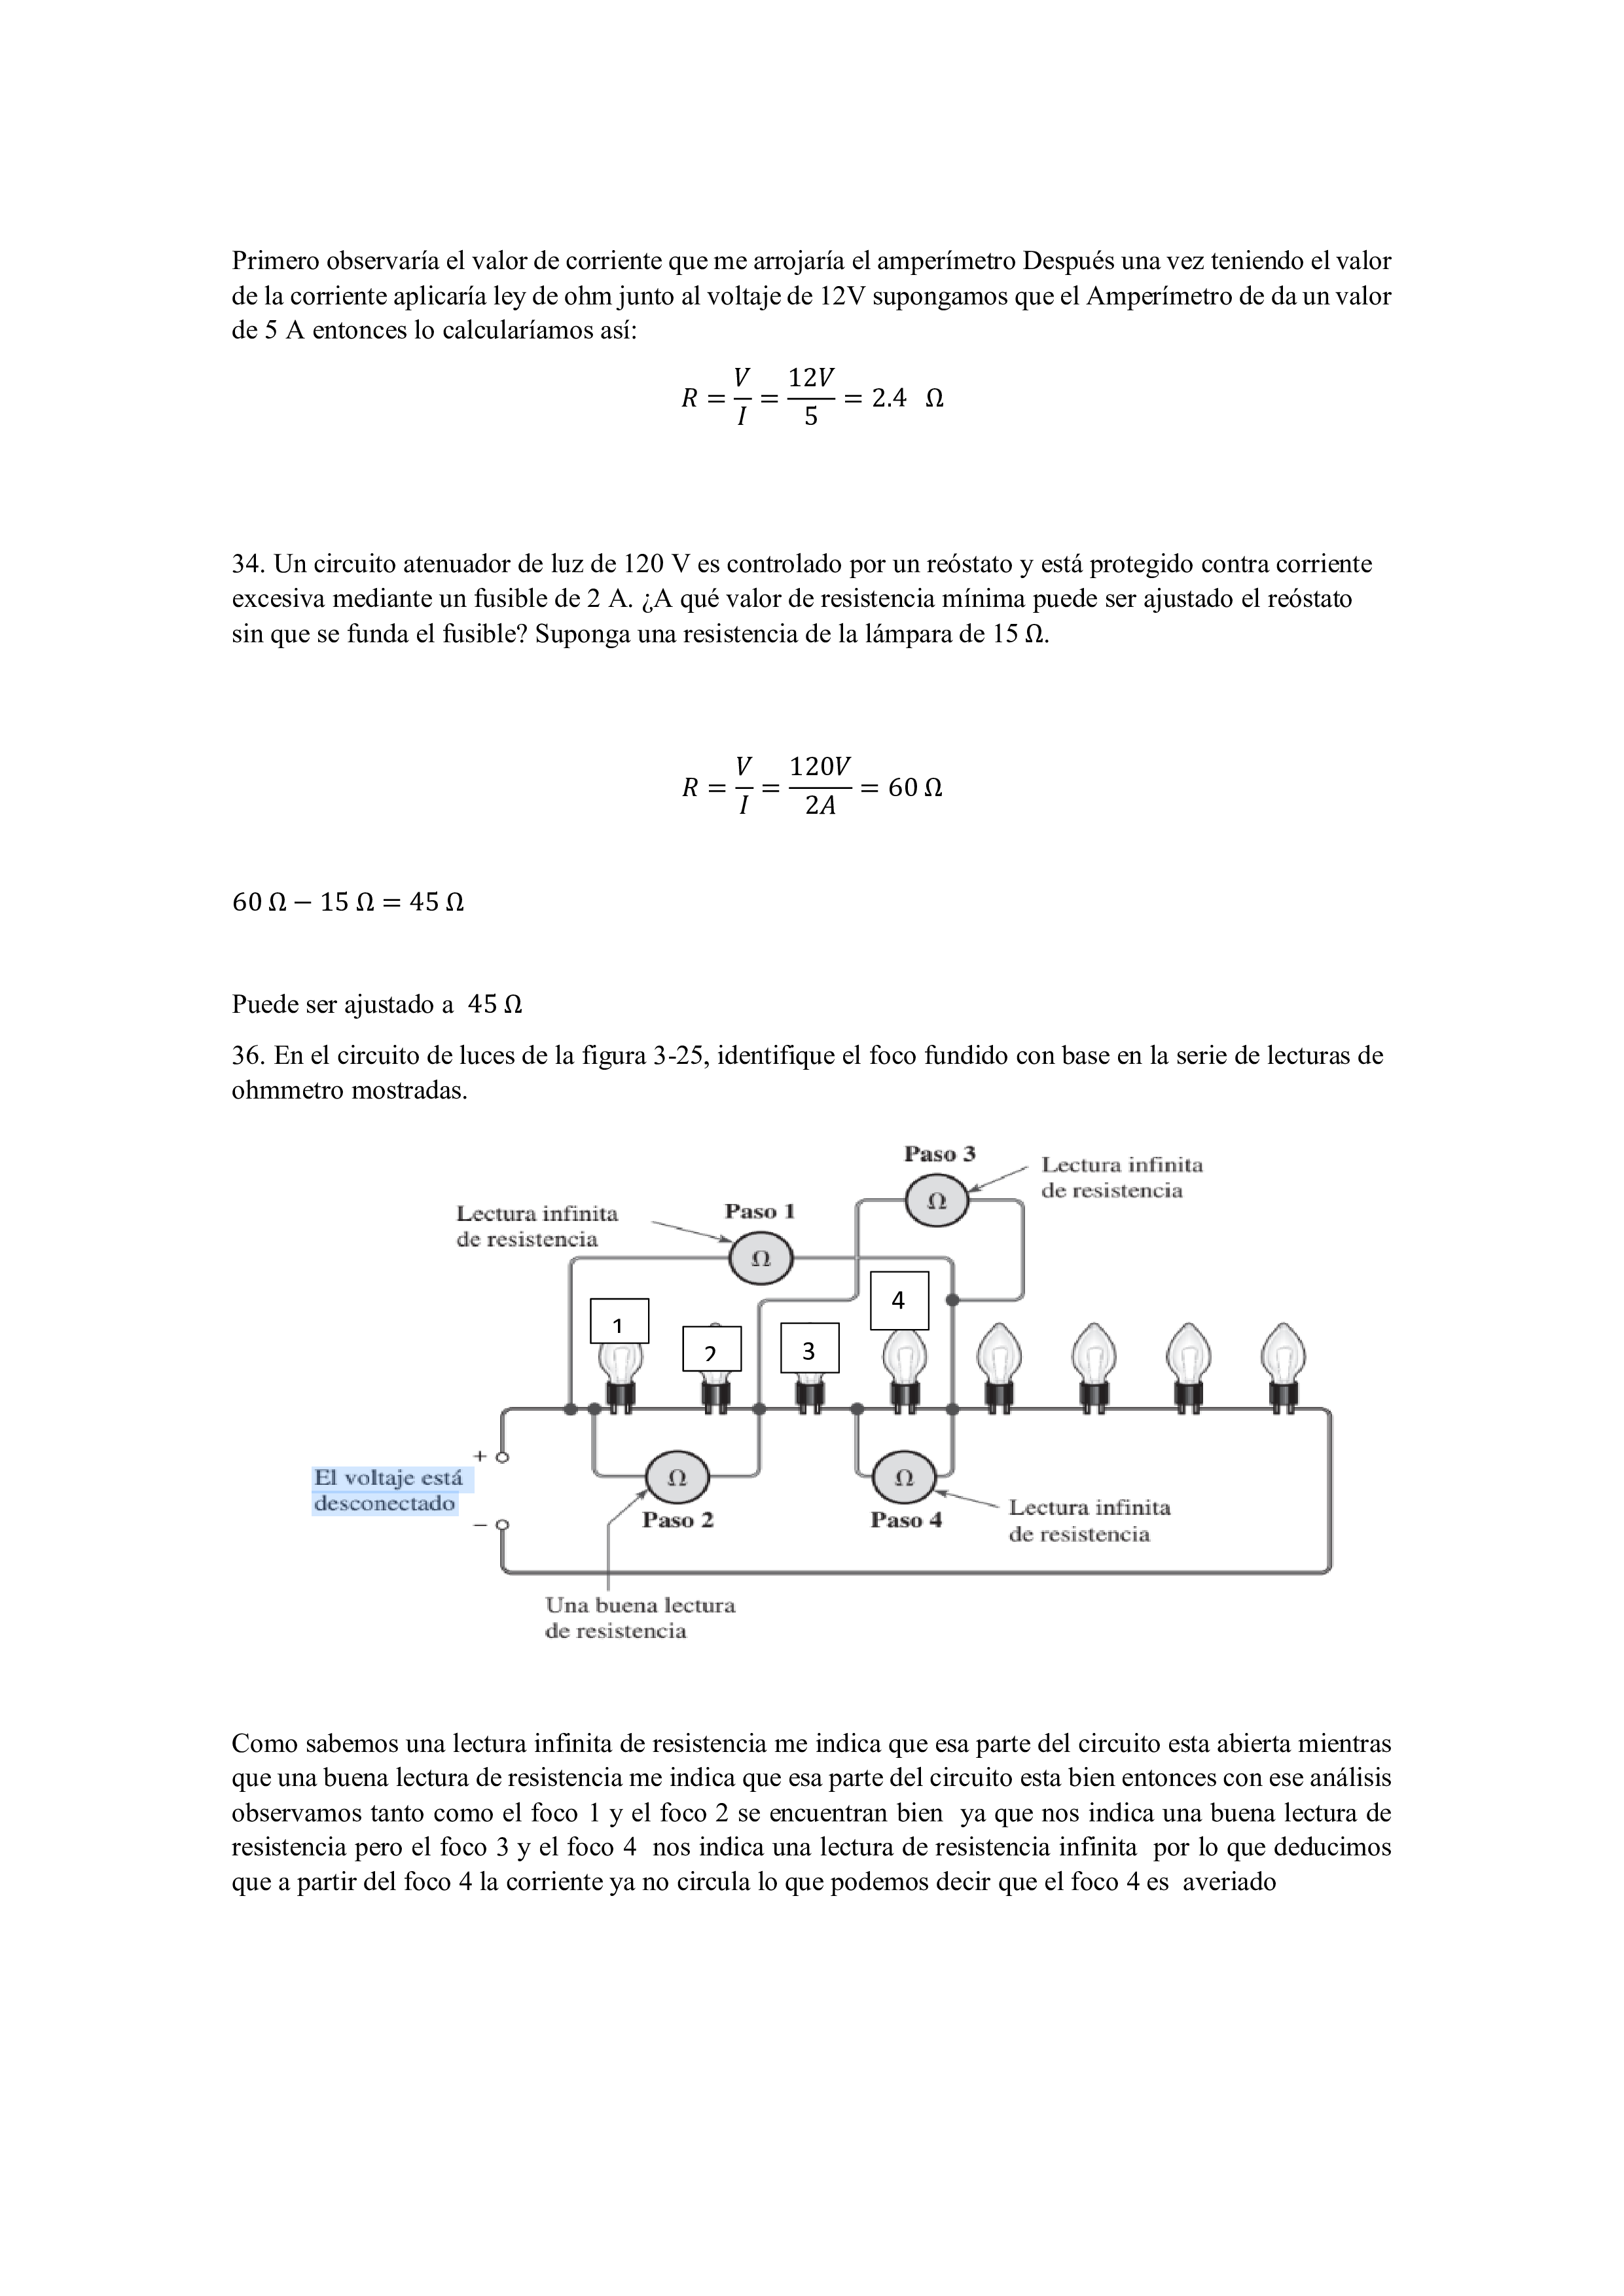 Primero observaría el valor de corriente que me arrojaría el amperímetro Después una vez teniendo el valor
de la corriente aplicaría ley de ohm junto al voltaje de 12V supongamos que el Amperímetro de da un valor
de 5 A entonces lo calcularíamos así:
R = V/I = 12V/5 = 2.4 Ω
34. Un circuito atenuador de luz de 120 V es controlado por un reóstato y está protegido contra corriente
excesiva mediante un fusible de 2 A. ¿A qué valor de resistencia mínima puede ser ajustado el reóstato
sin que se funda el fusible? Suponga una resistencia de la lámpara de 15 Ω.
R = V/I = 120V/2A = 60 Ω
60 Ω − 15 Ω = 45 Ω
Puede ser ajustado a 45 Ω
36. En el circuito de luces de la figura 3-25, identifique el foco fundido con base en la serie de lecturas de
ohmmetro mostradas.
Paso 3
Lectura infinita
de resistencia
Ω
Lectura infinita
de resistencia
Paso 1
Ω
4
1
2
3
+
El voltaje está
desconectado
−
Ω
Paso 2
Ω
Paso 4
Lectura infinita
de resistencia
Una buena lectura
de resistencia
Como sabemos una lectura infinita de resistencia me indica que esa parte del circuito esta abierta mientras
que una buena lectura de resistencia me indica que esa parte del circuito esta bien entonces con ese análisis
observamos tanto como el foco 1 y el foco 2 se encuentran bien ya que nos indica una buena lectura de
resistencia pero el foco 3 y el foco 4 nos indica una lectura de resistencia infinita por lo que deducimos
que a partir del foco 4 la corriente ya no circula lo que podemos decir que el foco 4 es averiado